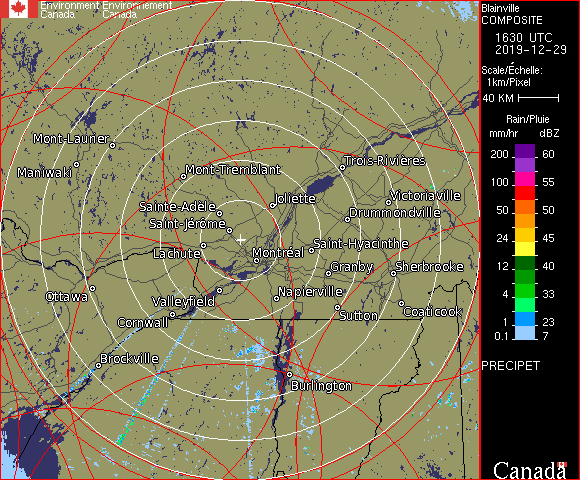 Environment Environnement
Canada Canada
Blainville
COMPOSITE
1630 UTC
2019-12-29
Scale/Échelle:
1km/Pixel
40 KM
Rain/Pluie
mm/hr dBZ
200 60
150 57
100 55
50 50
24 45
12 40
4 33
1 23
0.1 7
PRECIPET
Canada
Mont-Laurier
Maniwaki
Mont-Tremblant
Trois-Rivières
Joliette
Victoriaville
Sainte-Adèle
Drummondville
Saint-Jérôme
Lachute
Montréal
Saint-Hyacinthe
Granby
Sherbrooke
Ottawa
Valleyfield
Napierville
Cornwall
Sutton
Coaticook
Brockville
Burlington